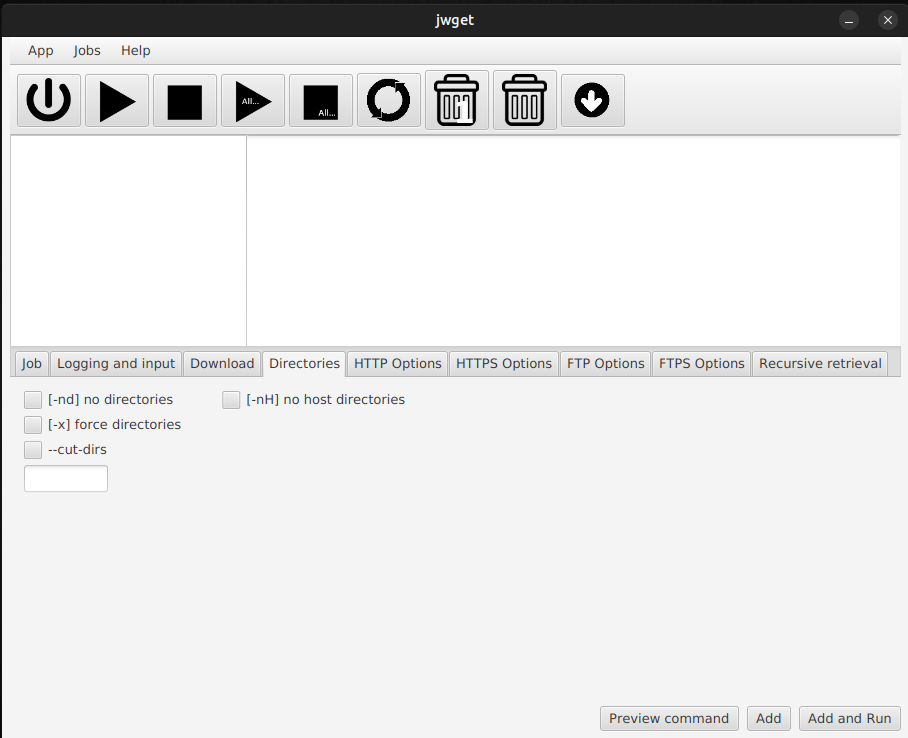 jwget
App Jobs Help
All... All...
Job Logging and input Download Directories HTTP Options HTTPS Options FTP Options FTPS Options Recursive retrieval
[-nd] no directories [-nH] no host directories
[-x] force directories
--cut-dirs
Preview command Add Add and Run